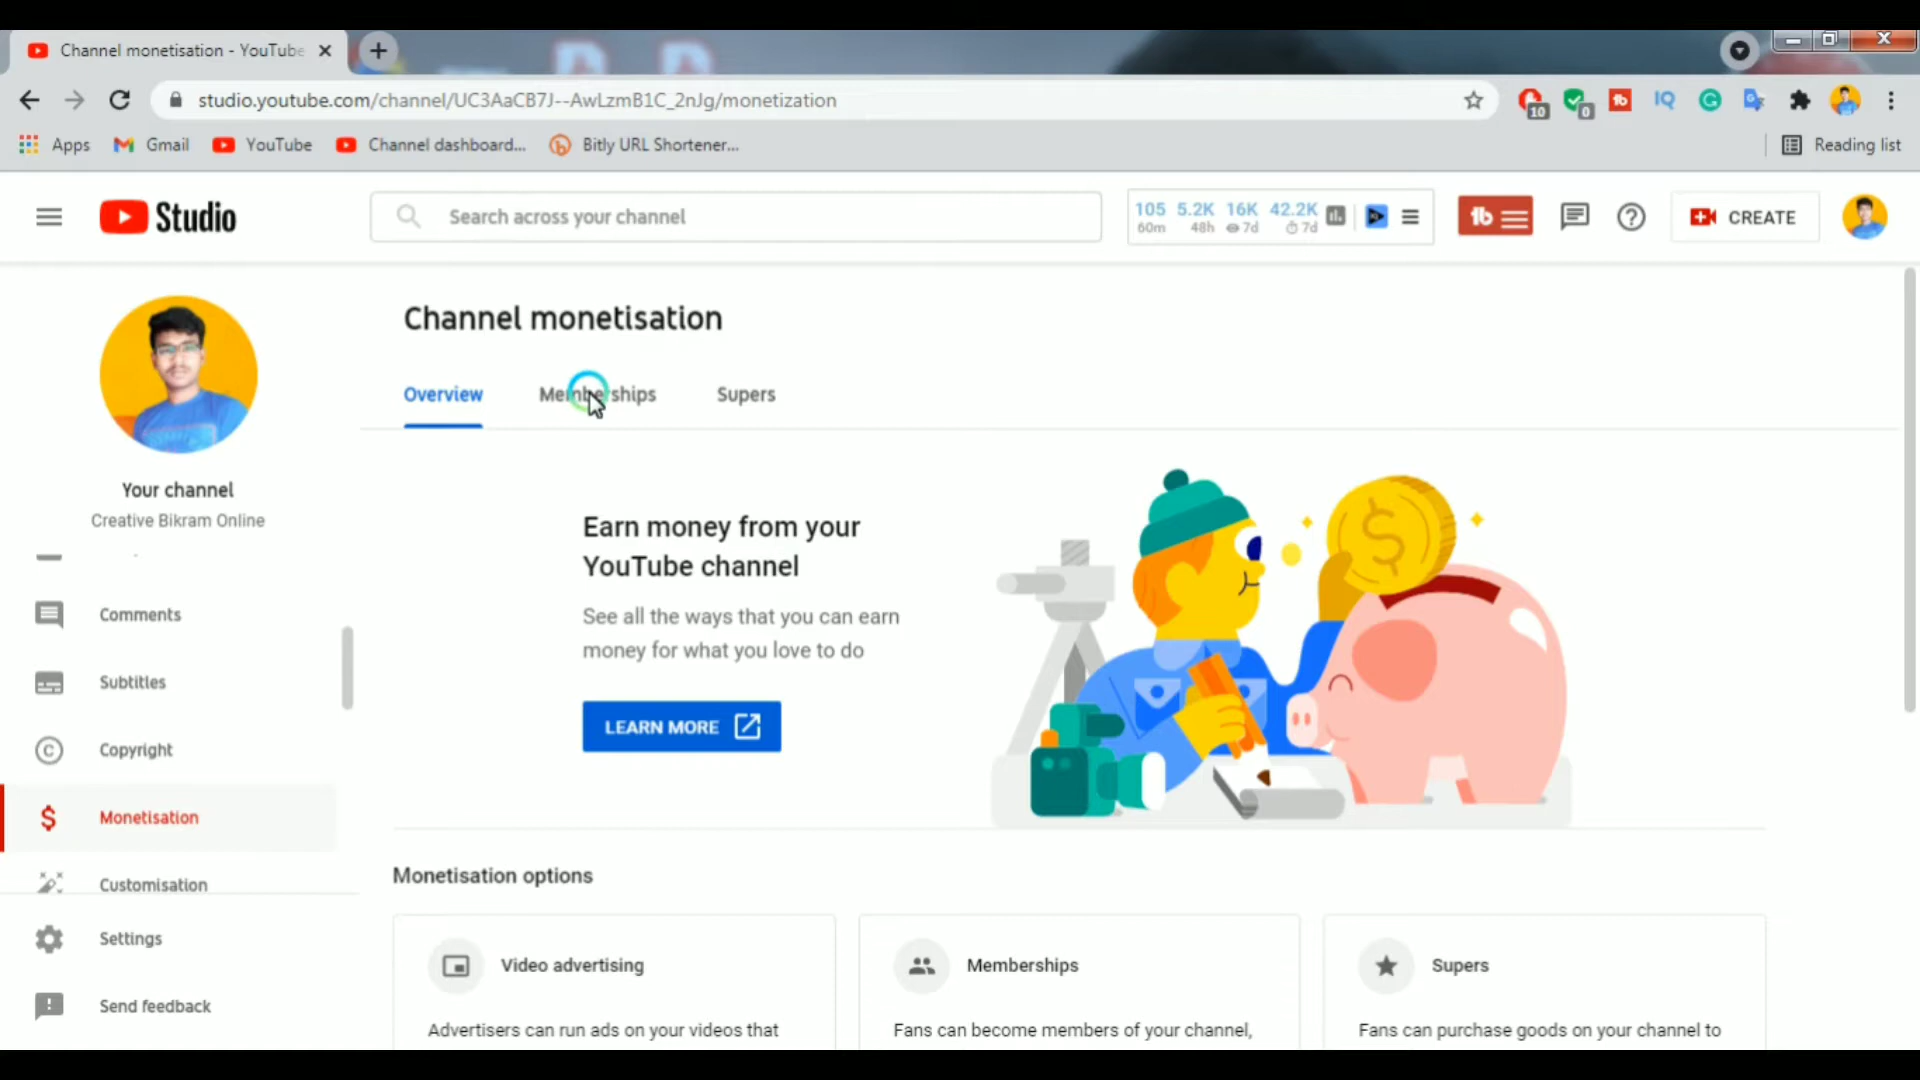 Channel monetisation - YouTube
studio.youtube.com/channel/UC3AaCB7J--AwLzmB1C_2nJg/monetization
10
0
IQ
Apps
Gmail
YouTube
Channel dashboard...
Bitly URL Shortener...
Reading list
Studio
Search across your channel
105 5.2K 16K 42.2K
60m 48h 7d 7d
CREATE
Channel monetisation
Overview
Memberships
Supers
Your channel
Creative Bikram Online
Earn money from your
YouTube channel
See all the ways that you can earn
money for what you love to do
LEARN MORE
Comments
Subtitles
Copyright
Monetisation
Customisation
Settings
Send feedback
Monetisation options
Video advertising
Advertisers can run ads on your videos that
Memberships
Fans can become members of your channel,
Supers
Fans can purchase goods on your channel to